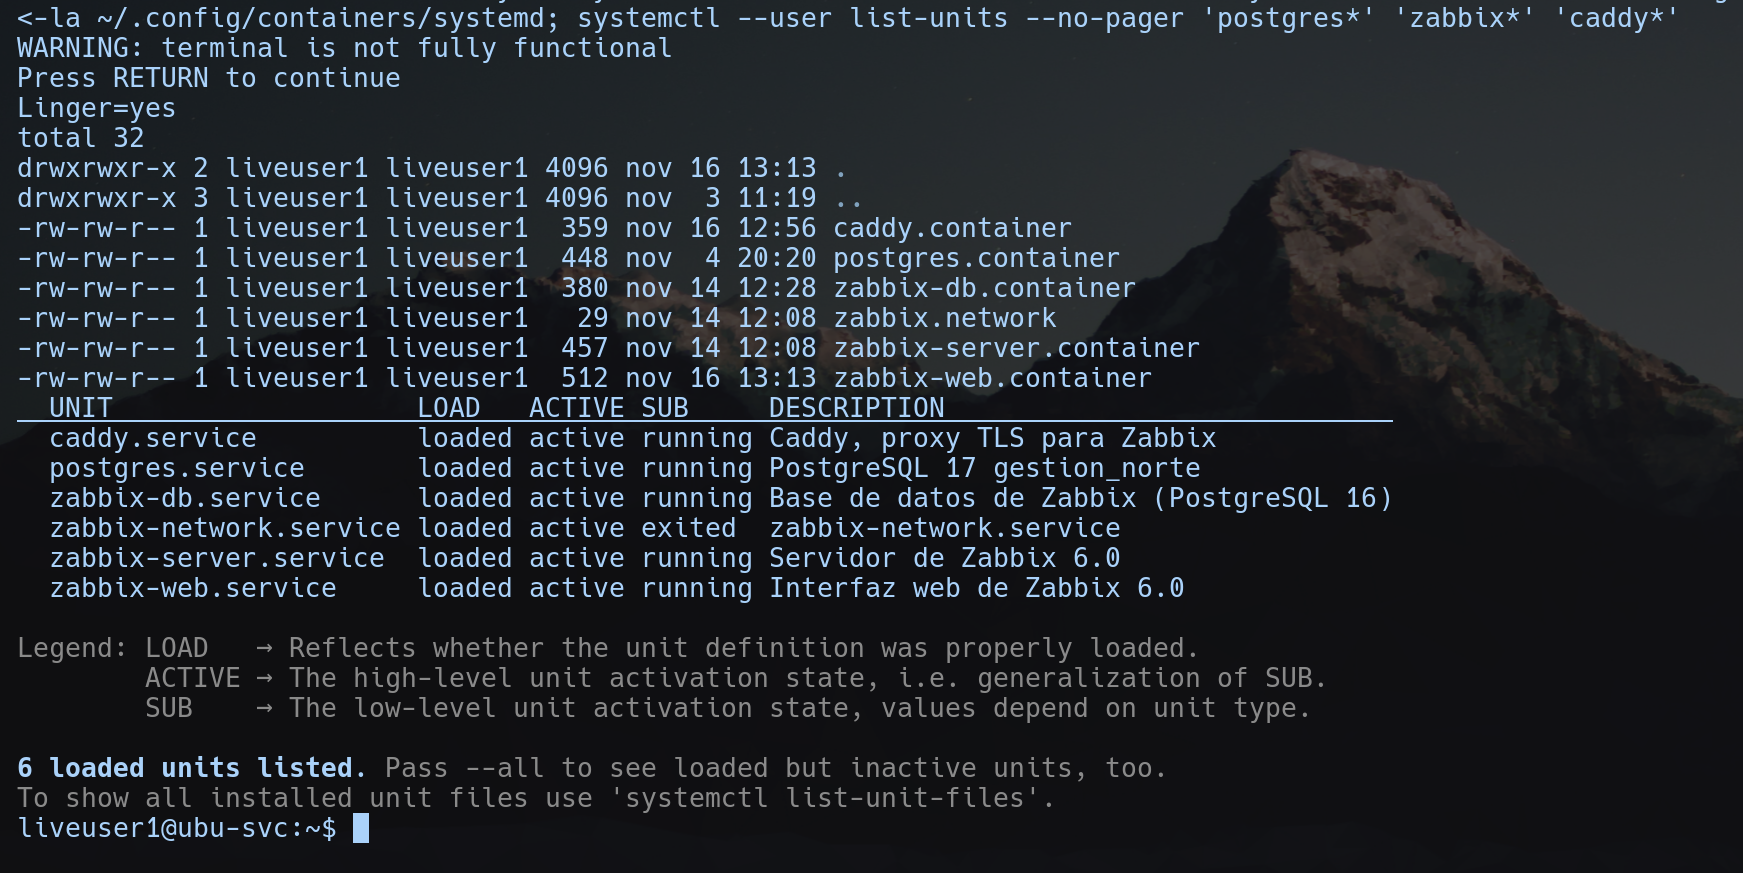 <-la ~/.config/containers/systemd; systemctl --user list-units --no-pager 'postgres*' 'zabbix*' 'caddy*'
WARNING: terminal is not fully functional
Press RETURN to continue
Linger=yes
total 32
drwxrwxr-x 2 liveuser1 liveuser1 4096 nov 16 13:13 .
drwxrwxr-x 3 liveuser1 liveuser1 4096 nov  3 11:19 ..
-rw-rw-r-- 1 liveuser1 liveuser1  359 nov 16 12:56 caddy.container
-rw-rw-r-- 1 liveuser1 liveuser1  448 nov  4 20:20 postgres.container
-rw-rw-r-- 1 liveuser1 liveuser1  380 nov 14 12:28 zabbix-db.container
-rw-rw-r-- 1 liveuser1 liveuser1   29 nov 14 12:08 zabbix.network
-rw-rw-r-- 1 liveuser1 liveuser1  457 nov 14 12:08 zabbix-server.container
-rw-rw-r-- 1 liveuser1 liveuser1  512 nov 16 13:13 zabbix-web.container
  UNIT                   LOAD   ACTIVE SUB     DESCRIPTION
  caddy.service          loaded active running Caddy, proxy TLS para Zabbix
  postgres.service       loaded active running PostgreSQL 17 gestion_norte
  zabbix-db.service      loaded active running Base de datos de Zabbix (PostgreSQL 16)
  zabbix-network.service loaded active exited  zabbix-network.service
  zabbix-server.service  loaded active running Servidor de Zabbix 6.0
  zabbix-web.service     loaded active running Interfaz web de Zabbix 6.0

Legend: LOAD   → Reflects whether the unit definition was properly loaded.
        ACTIVE → The high-level unit activation state, i.e. generalization of SUB.
        SUB    → The low-level unit activation state, values depend on unit type.

6 loaded units listed. Pass --all to see loaded but inactive units, too.
To show all installed unit files use 'systemctl list-unit-files'.
liveuser1@ubu-svc:~$